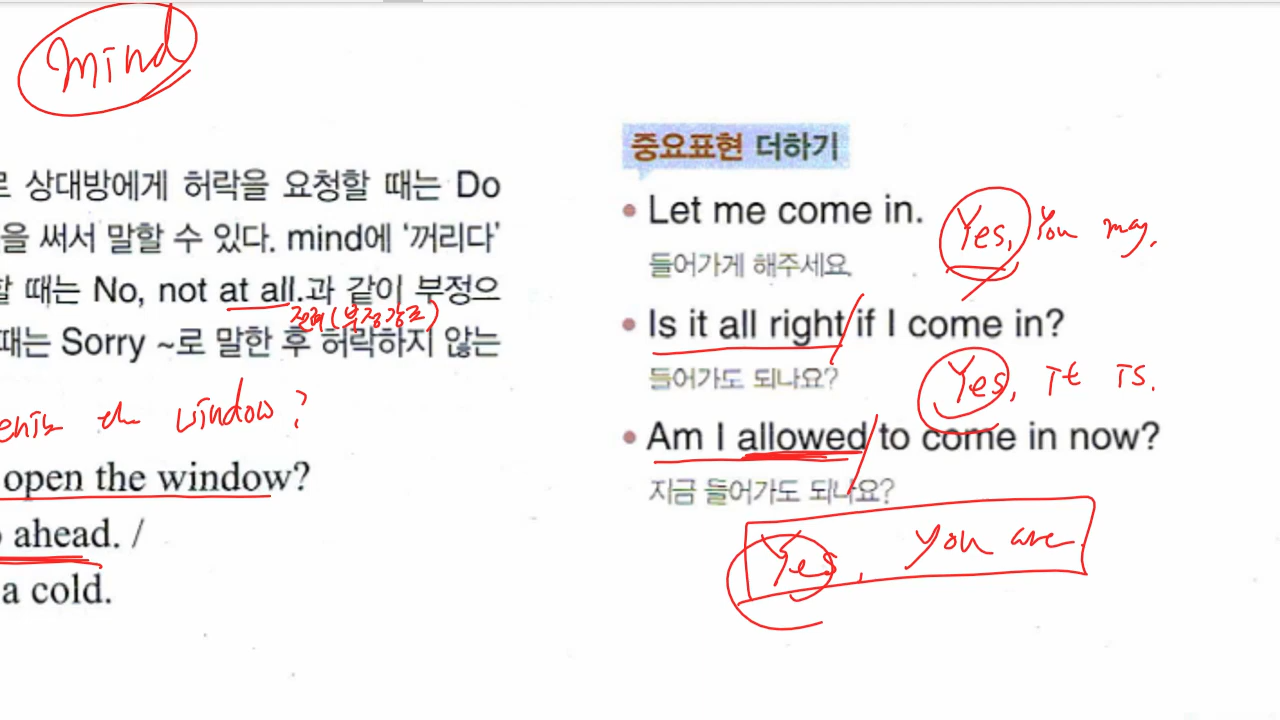 mind
로 상대방에게 허락을 요청할 때는 Do
을 써서 말할 수 있다. mind에 '꺼리다'
할 때는 No, not at all.과 같이 부정으
전혀(부정강조)
때는 Sorry ~로 말한 후 허락하지 않는
the window?
open the window?
ahead. /
a cold.
중요표현 더하기
• Let me come in.
Yes, you may.
들어가게 해주세요.
• Is it all right / if I come in?
들어가도 되나요?
Yes, it is.
• Am I allowed / to come in now?
지금 들어가도 되나요?
Yes, you are.